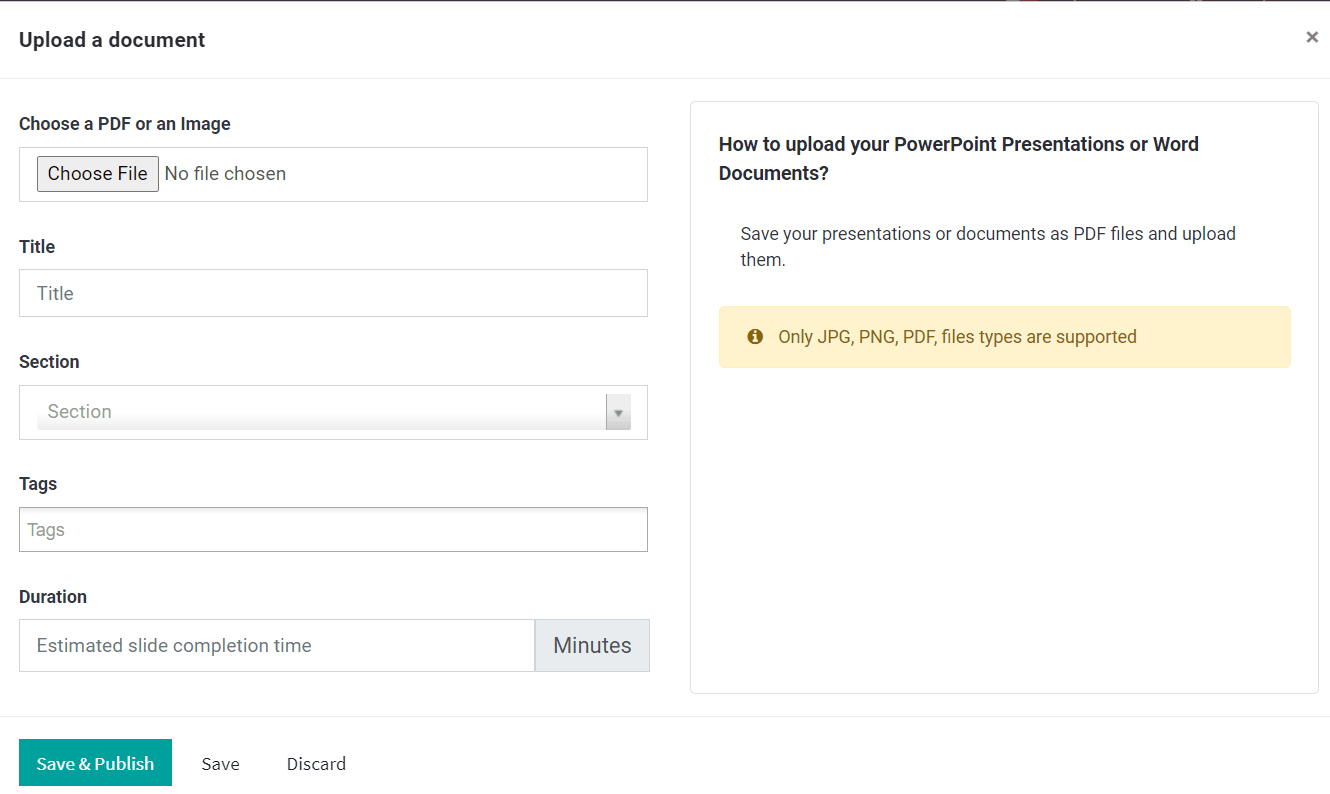 Upload a document
×
Choose a PDF or an Image
Choose File No file chosen
Title
Title
Section
Section
Tags
Tags
Duration
Estimated slide completion time Minutes
How to upload your PowerPoint Presentations or Word
Documents?
Save your presentations or documents as PDF files and upload
them.
Only JPG, PNG, PDF, files types are supported
Save & Publish Save Discard